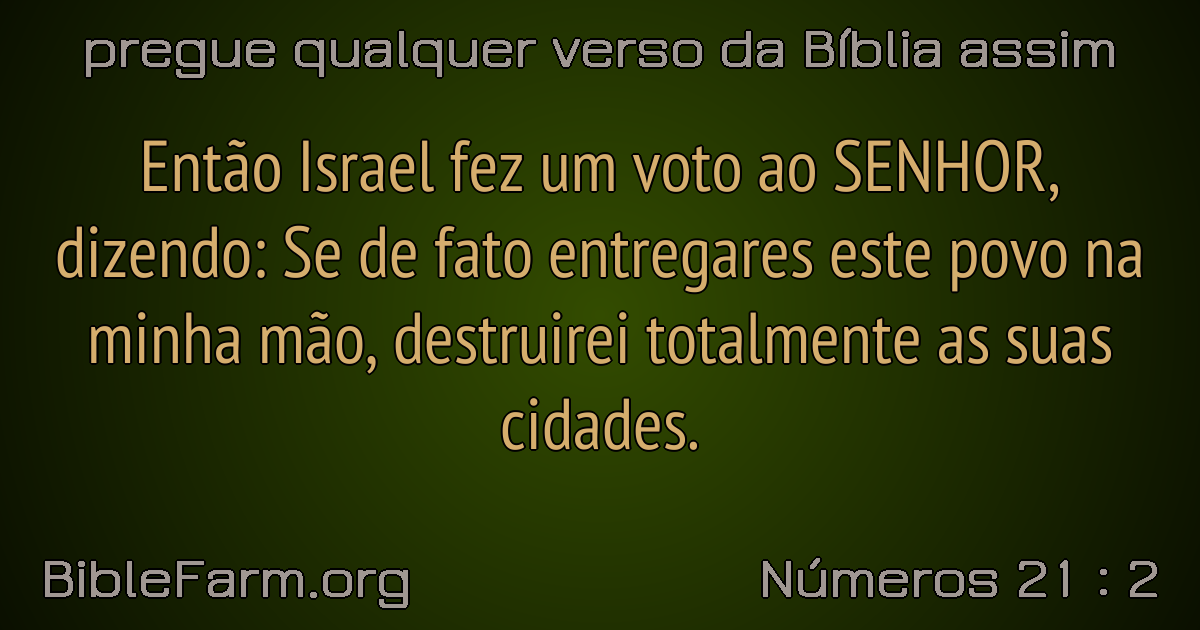 pregue qualquer verso da Bíblia assim
Então Israel fez um voto ao SENHOR,
dizendo: Se de fato entregares este povo na
minha mão, destruirei totalmente as suas
cidades.
BibleFarm.org
Números 21 : 2